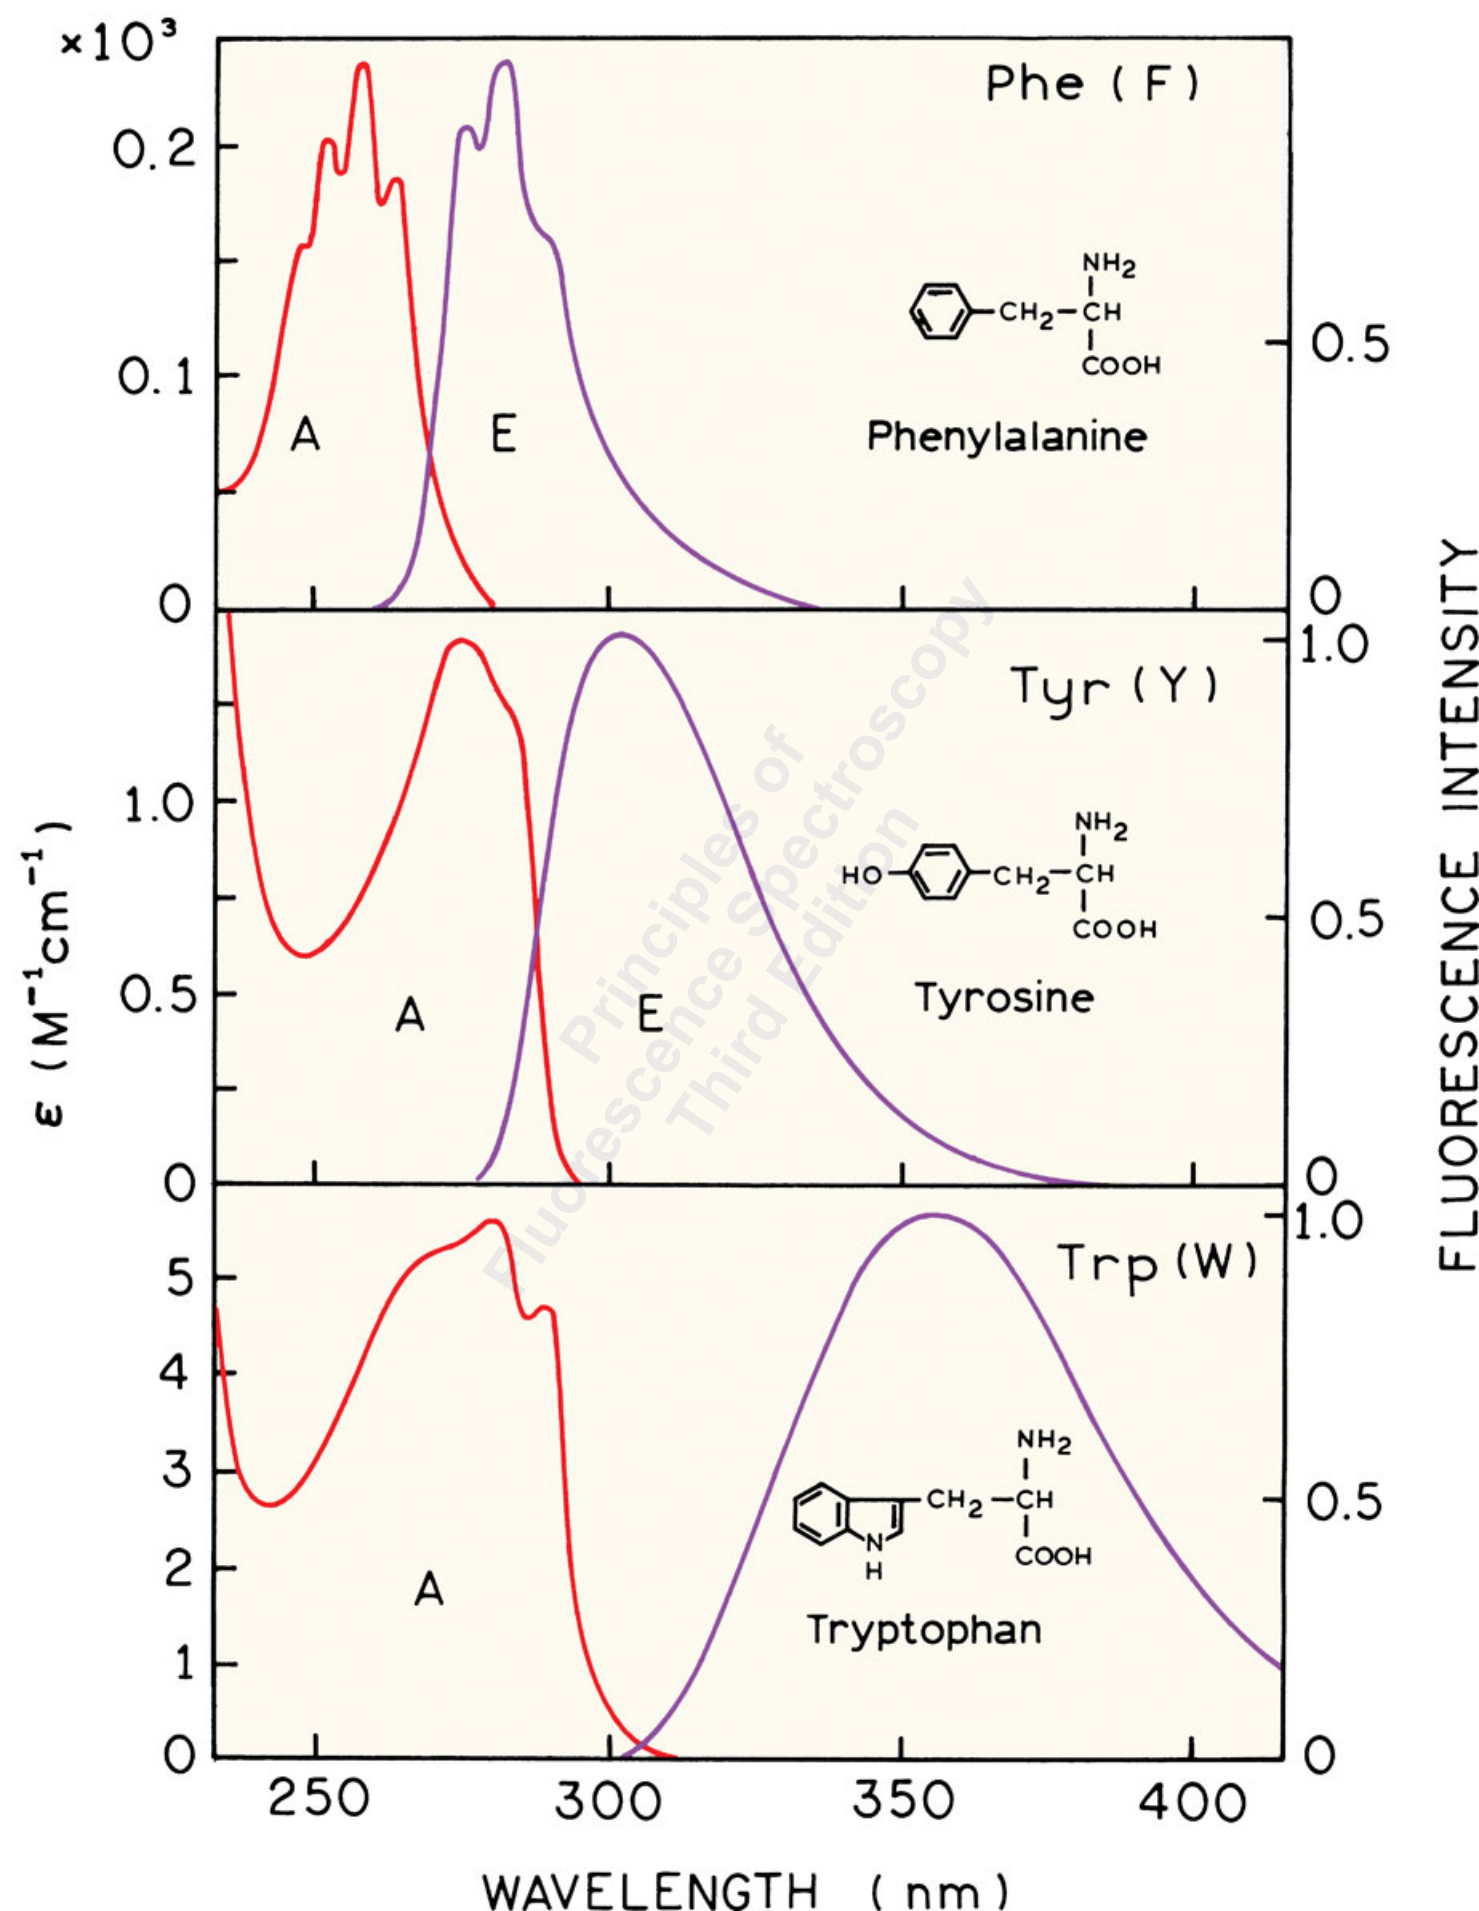 ×10³
Phe (F)
0.2
NH₂
CH₂ CH
0.5
COOH
0.1
A
E
Phenylalanine
0
0
1.0
Tyr (Y)
1.0
NH₂
HO CH₂ CH
0.5
COOH
0.5
A
E
Tyrosine
0
0
1.0
Trp (W)
5
4
3
NH₂
CH₂ CH
0.5
N
H
COOH
2
A
Tryptophan
1
0
0
250 300 350 400
WAVELENGTH (nm)
ε (M⁻¹cm⁻¹)
FLUORESCENCE INTENSITY
Principles of
Fluorescence Spectroscopy
Third Edition